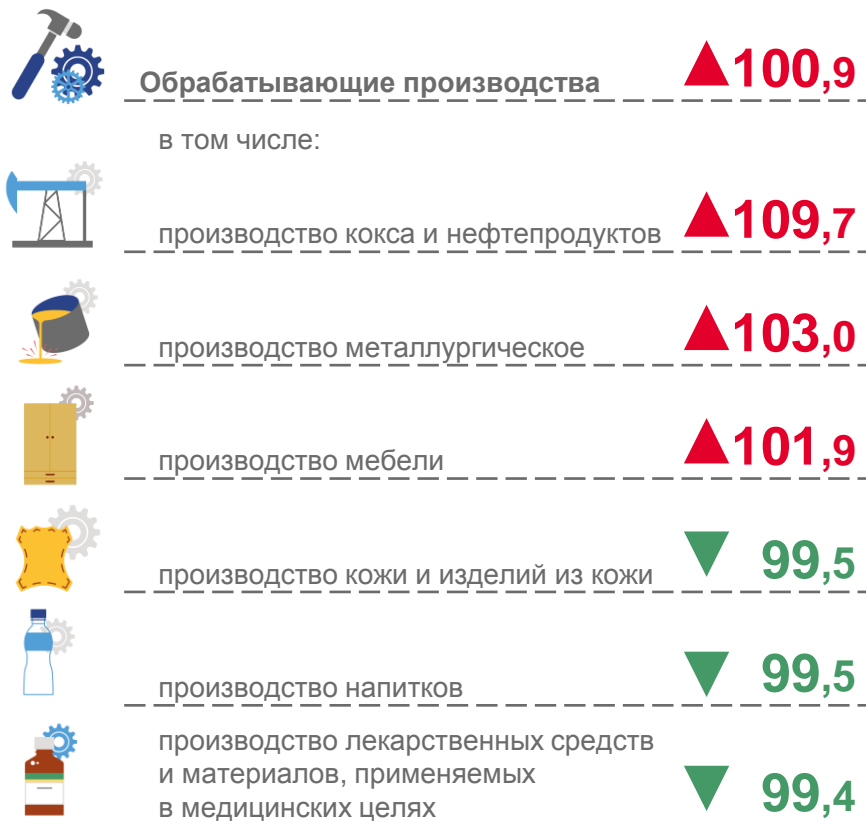 Обрабатывающие производства ▲100,9
в том числе:
производство кокса и нефтепродуктов ▲109,7
производство металлургическое ▲103,0
производство мебели ▲101,9
производство кожи и изделий из кожи ▼ 99,5
производство напитков ▼ 99,5
производство лекарственных средств
и материалов, применяемых
в медицинских целях ▼ 99,4